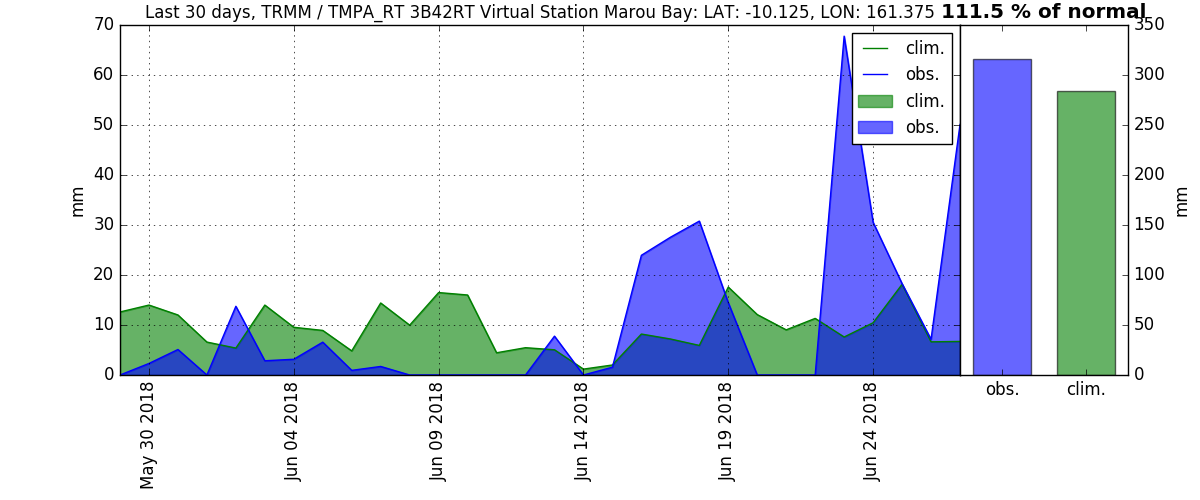 Last 30 days, TRMM / TMPA_RT 3B42RT Virtual Station Marou Bay: LAT: -10.125, LON: 161.375 111.5 % of normal
70
60
50
40
30
20
10
0
mm
May 30 2018
Jun 04 2018
Jun 09 2018
Jun 14 2018
Jun 19 2018
Jun 24 2018
clim.
obs.
clim.
obs.
350
300
250
200
150
100
50
0
mm
obs.
clim.